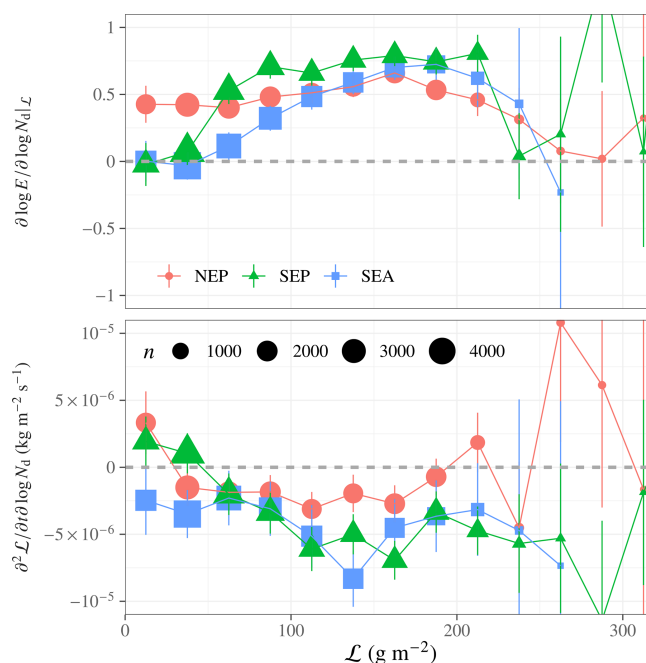 1
0.5
0
−0.5
−1
∂ log E/∂ log N_d|_ℒ
NEP SEP SEA
10^-5
5 × 10^-6
0
−5 × 10^-6
−10^-5
∂²ℒ/∂t∂ log N_d (kg m^-2 s^-1)
n 1000 2000 3000 4000
0 100 200 300
ℒ (g m^-2)